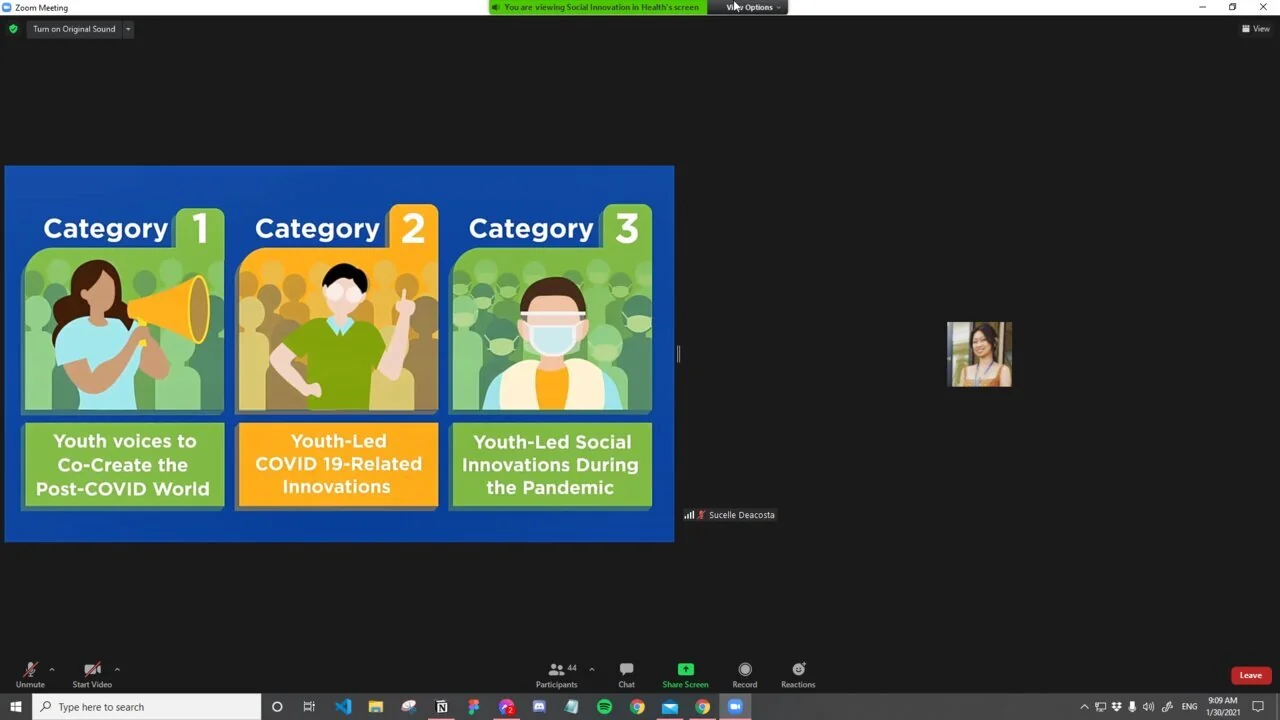 Zoom Meeting
You are viewing Social Innovation in Health's screen
View Options
Turn on Original Sound
View
Category 1
Category 2
Category 3
Youth voices to
Co-Create the
Post-COVID World
Youth-Led
COVID 19-Related
Innovations
Youth-Led Social
Innovations During
the Pandemic
Sucelle Deacosta
Unmute
Start Video
44
Participants
Chat
Share Screen
Record
Reactions
Leave
Type here to search
2
ENG
9:09 AM
1/30/2021